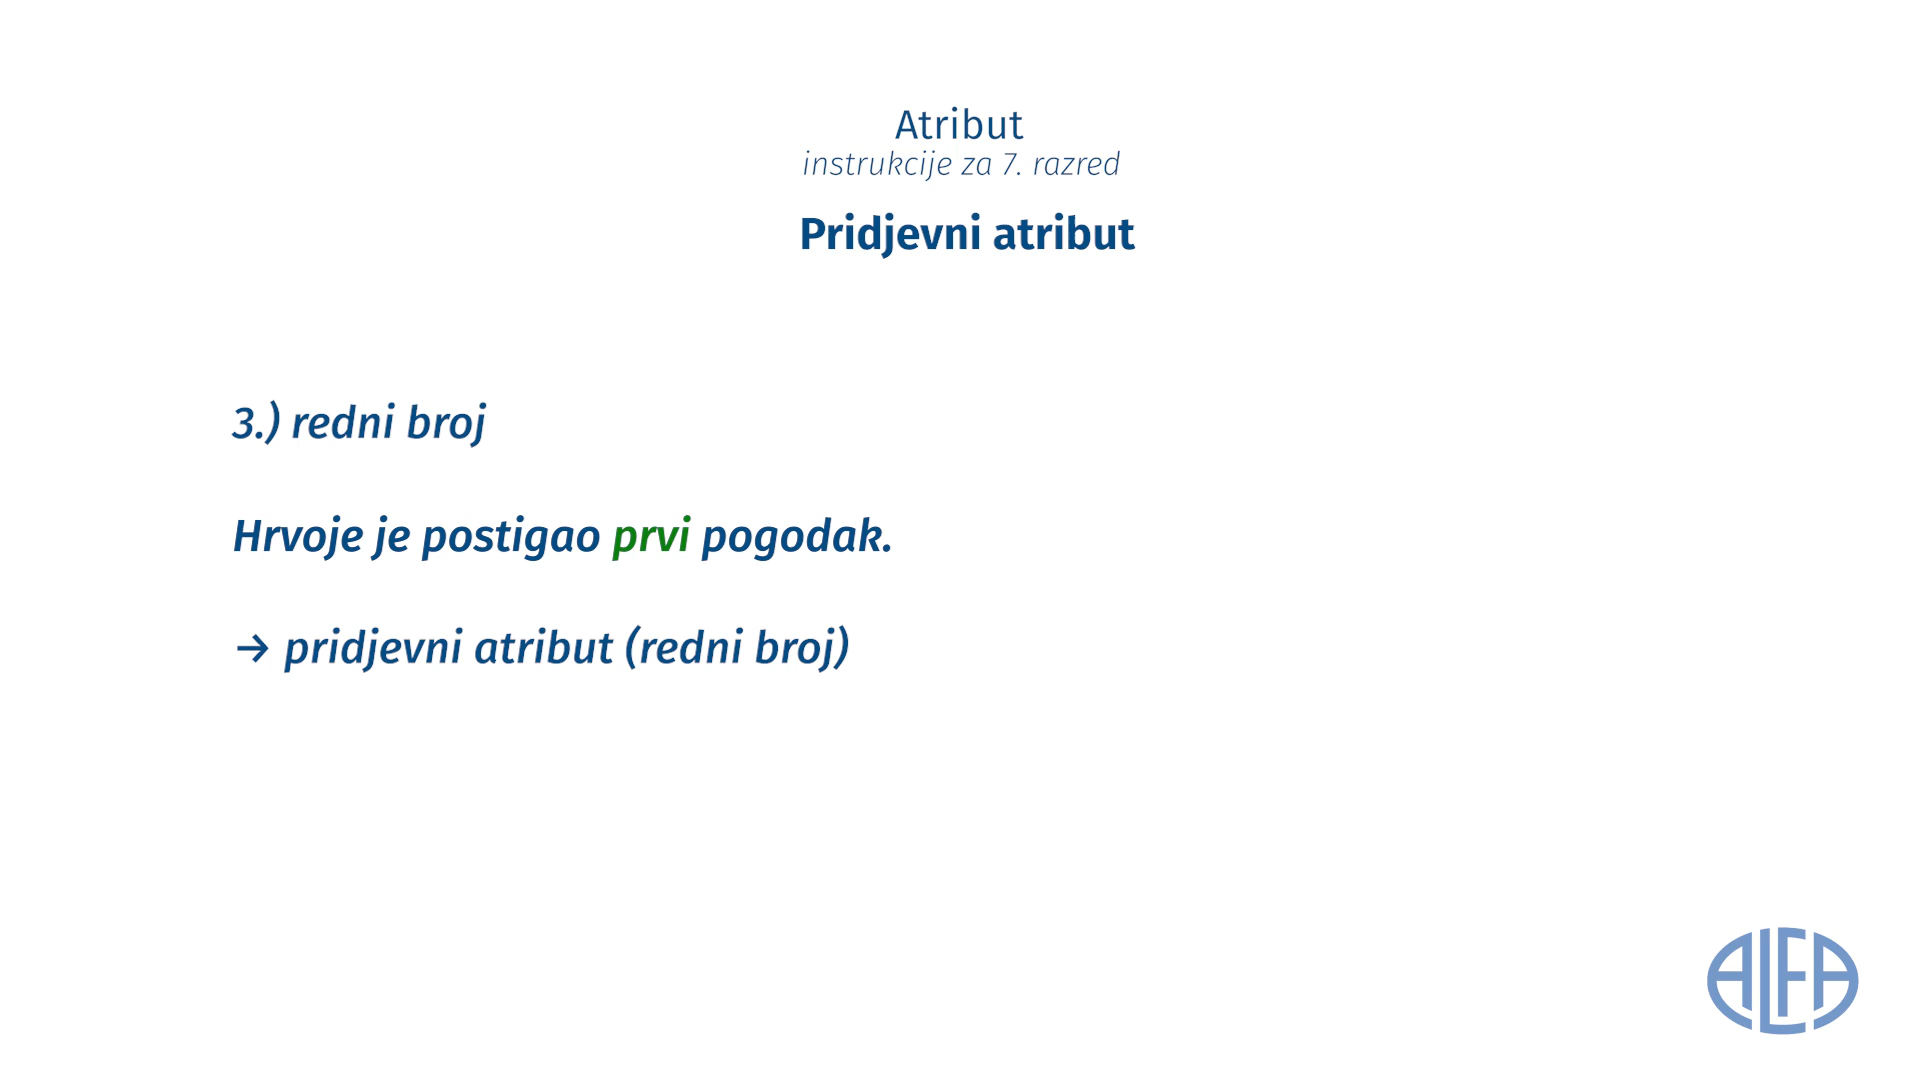 Atribut
instrukcije za 7. razred
Pridjevni atribut
3.) redni broj
Hrvoje je postigao prvi pogodak.
→ pridjevni atribut (redni broj)
ALFA